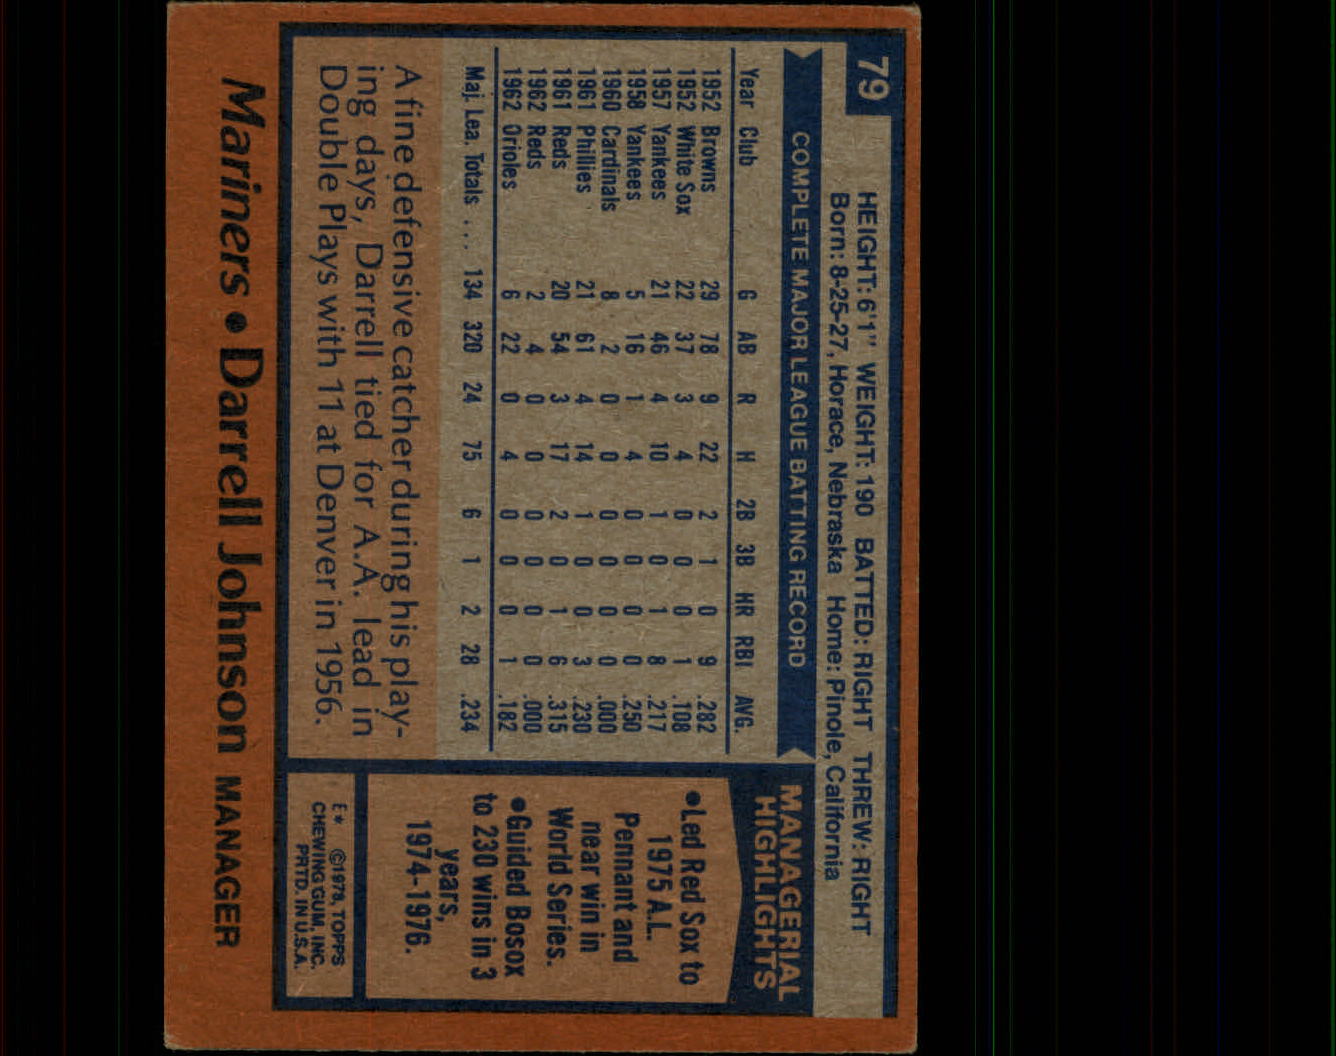 79
HEIGHT: 6'1" WEIGHT: 190 BATTED: RIGHT THREW: RIGHT
Born: 8-25-27, Horace, Nebraska Home: Pinole, California
COMPLETE MAJOR LEAGUE BATTING RECORD
Year Club G AB R H 2B 3B HR RBI AVG.
1952 Browns 29 78 9 22 2 1 0 9 .282
1952 White Sox 22 37 3 4 0 0 0 1 .108
1957 Yankees 21 46 4 10 1 0 1 8 .217
1958 Yankees 5 16 1 4 0 0 0 0 .250
1960 Cardinals 8 2 0 0 0 0 0 0 .000
1961 Phillies 21 61 4 14 1 0 0 3 .230
1961 Reds 20 54 3 17 2 0 1 6 .315
1962 Reds 2 4 0 0 0 0 0 0 .000
1962 Orioles 6 22 0 4 0 0 0 1 .182
Maj. Lea. Totals .... 134 320 24 75 6 1 2 28 .234
A fine defensive catcher during his play-
ing days, Darrell tied for A.A. lead in
Double Plays with 11 at Denver in 1956.
MANAGERIAL
HIGHLIGHTS
•Led Red Sox to
1975 A.L.
Pennant and
near win in
World Series.
•Guided Bosox
to 230 wins in 3
years,
1974-1976.
E* ©1978, TOPPS
CHEWING GUM, INC.
PRTD. IN U.S.A.
Mariners • Darrell Johnson MANAGER